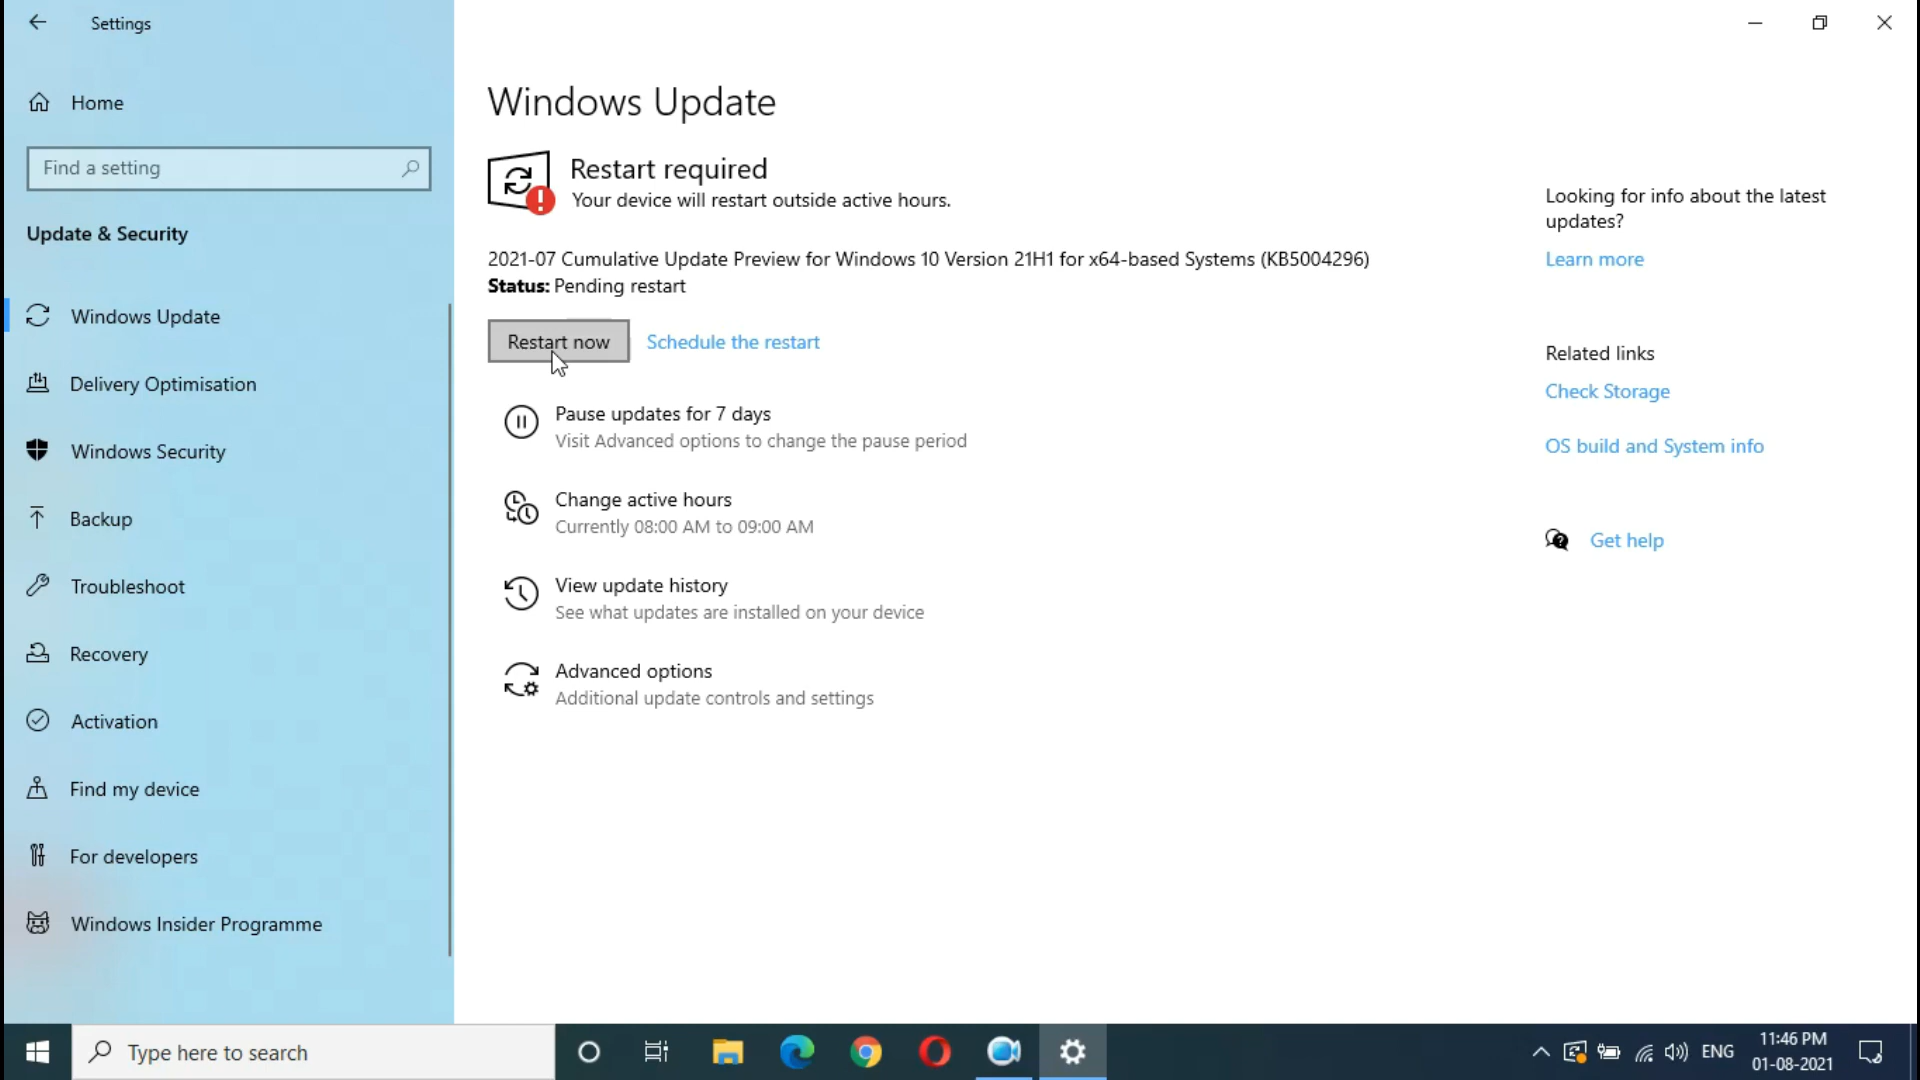 Settings
Home
Find a setting
Update & Security
Windows Update
Delivery Optimisation
Windows Security
Backup
Troubleshoot
Recovery
Activation
Find my device
For developers
Windows Insider Programme
Windows Update
Restart required
Your device will restart outside active hours.
2021-07 Cumulative Update Preview for Windows 10 Version 21H1 for x64-based Systems (KB5004296)
Status: Pending restart
Restart now
Schedule the restart
Pause updates for 7 days
Visit Advanced options to change the pause period
Change active hours
Currently 08:00 AM to 09:00 AM
View update history
See what updates are installed on your device
Advanced options
Additional update controls and settings
Looking for info about the latest
updates?
Learn more
Related links
Check Storage
OS build and System info
Get help
Type here to search
ENG
11:46 PM
01-08-2021